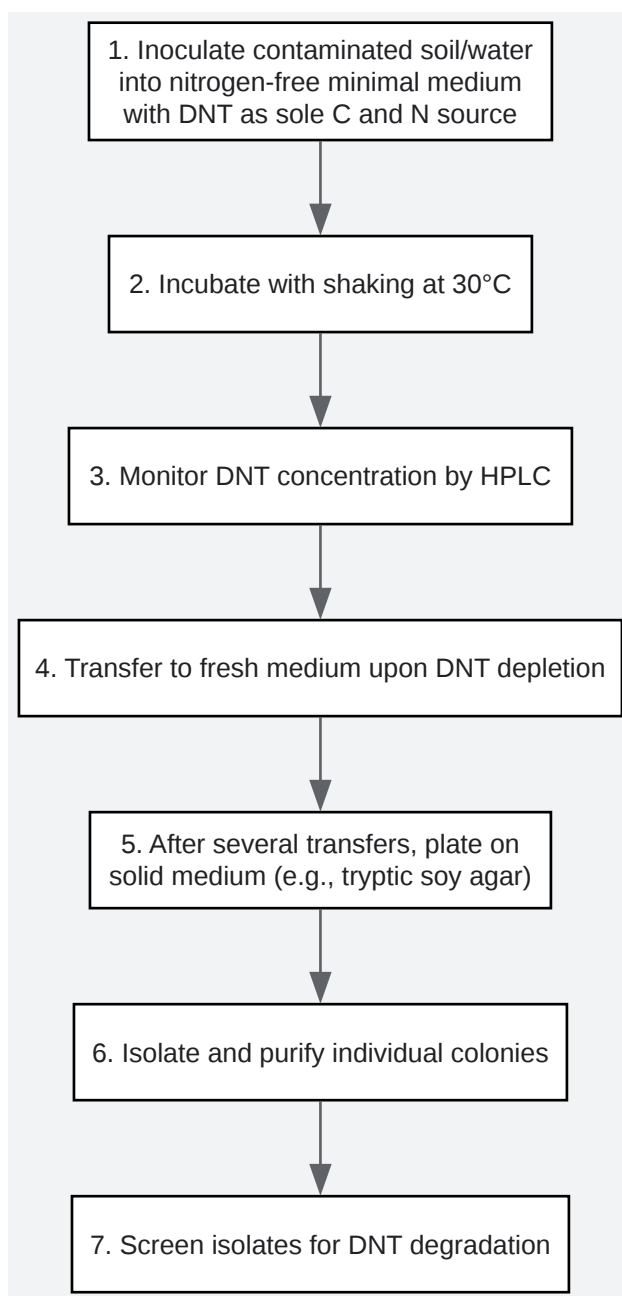 1. Inoculate contaminated soil/water
into nitrogen-free minimal medium
with DNT as sole C and N source
2. Incubate with shaking at 30°C
3. Monitor DNT concentration by HPLC
4. Transfer to fresh medium upon DNT depletion
5. After several transfers, plate on
solid medium (e.g., tryptic soy agar)
6. Isolate and purify individual colonies
7. Screen isolates for DNT degradation